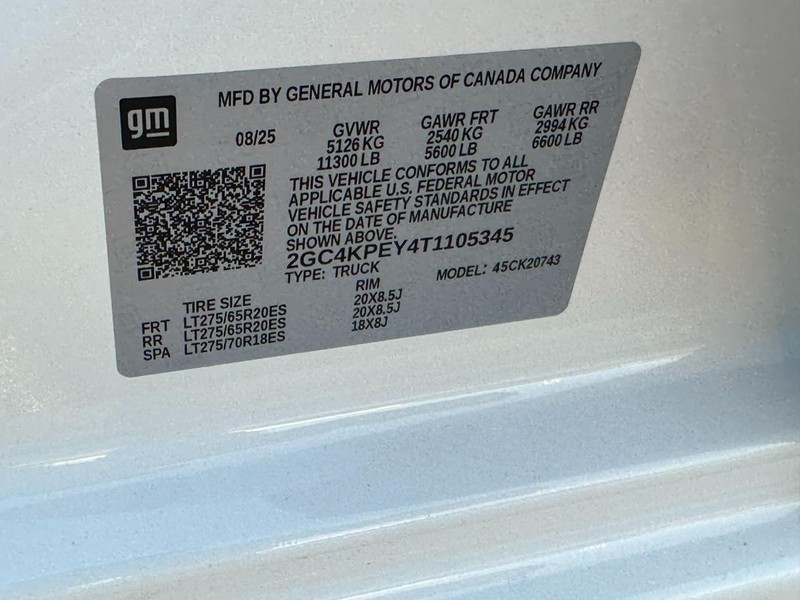 gm
MFD BY GENERAL MOTORS OF CANADA COMPANY
08/25 GVWR GAWR FRT GAWR RR
5126 KG 2540 KG 2994 KG
11300 LB 5600 LB 6600 LB
THIS VEHICLE CONFORMS TO ALL
APPLICABLE U.S. FEDERAL MOTOR
VEHICLE SAFETY STANDARDS IN EFFECT
ON THE DATE OF MANUFACTURE
SHOWN ABOVE.
2GC4KPEY4T1105345
TYPE: TRUCK MODEL: 45CK20743
TIRE SIZE RIM
FRT LT275/65R20ES 20X8.5J
RR LT275/65R20ES 20X8.5J
SPA LT275/70R18ES 18X8J